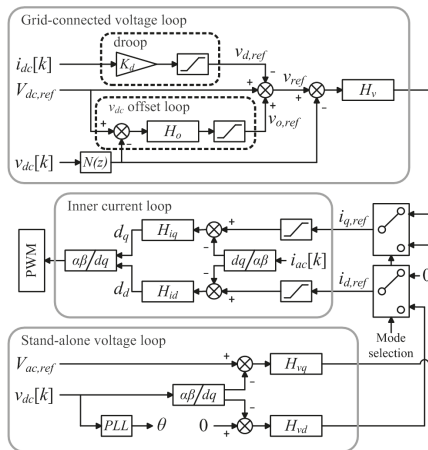 Grid-connected voltage loop
droop
i_{dc}[k]
K_d
v_{d,ref}
V_{dc,ref}
v_{ref}
H_v
v_{dc} offset loop
H_o
v_{o,ref}
v_{dc}[k]
N(z)
Inner current loop
PWM
αβ/dq
d_q
H_{iq}
i_{q,ref}
dq/αβ
i_{ac}[k]
d_d
H_{id}
i_{d,ref}
0
Mode
selection
Stand-alone voltage loop
V_{ac,ref}
H_{vq}
v_{dc}[k]
αβ/dq
PLL
θ
0
H_{vd}